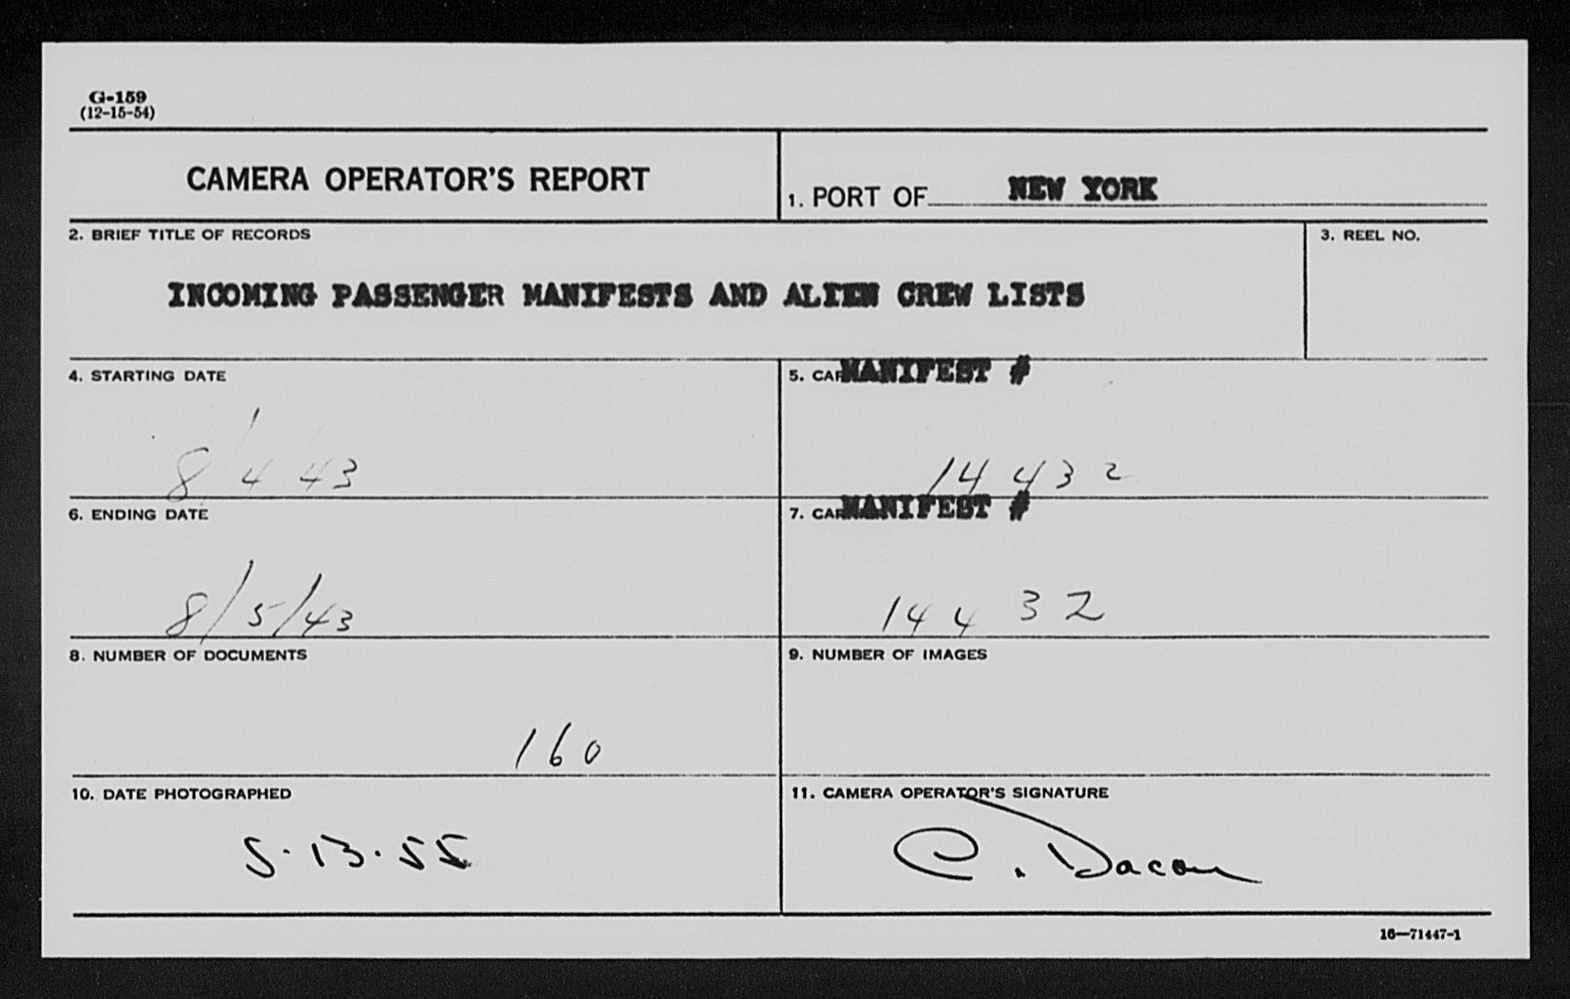 G-159
(12-15-54)
CAMERA OPERATOR'S REPORT
1. PORT OF NEW YORK
2. BRIEF TITLE OF RECORDS
3. REEL NO.
INCOMING PASSENGER MANIFESTS AND ALIEN CREW LISTS
4. STARTING DATE
5. MANIFEST #
8/4 43
14432
6. ENDING DATE
7. MANIFEST #
8/5/43
14432
8. NUMBER OF DOCUMENTS
9. NUMBER OF IMAGES
160
10. DATE PHOTOGRAPHED
11. CAMERA OPERATOR'S SIGNATURE
5.13.55
C. Dacon
16—71447-1